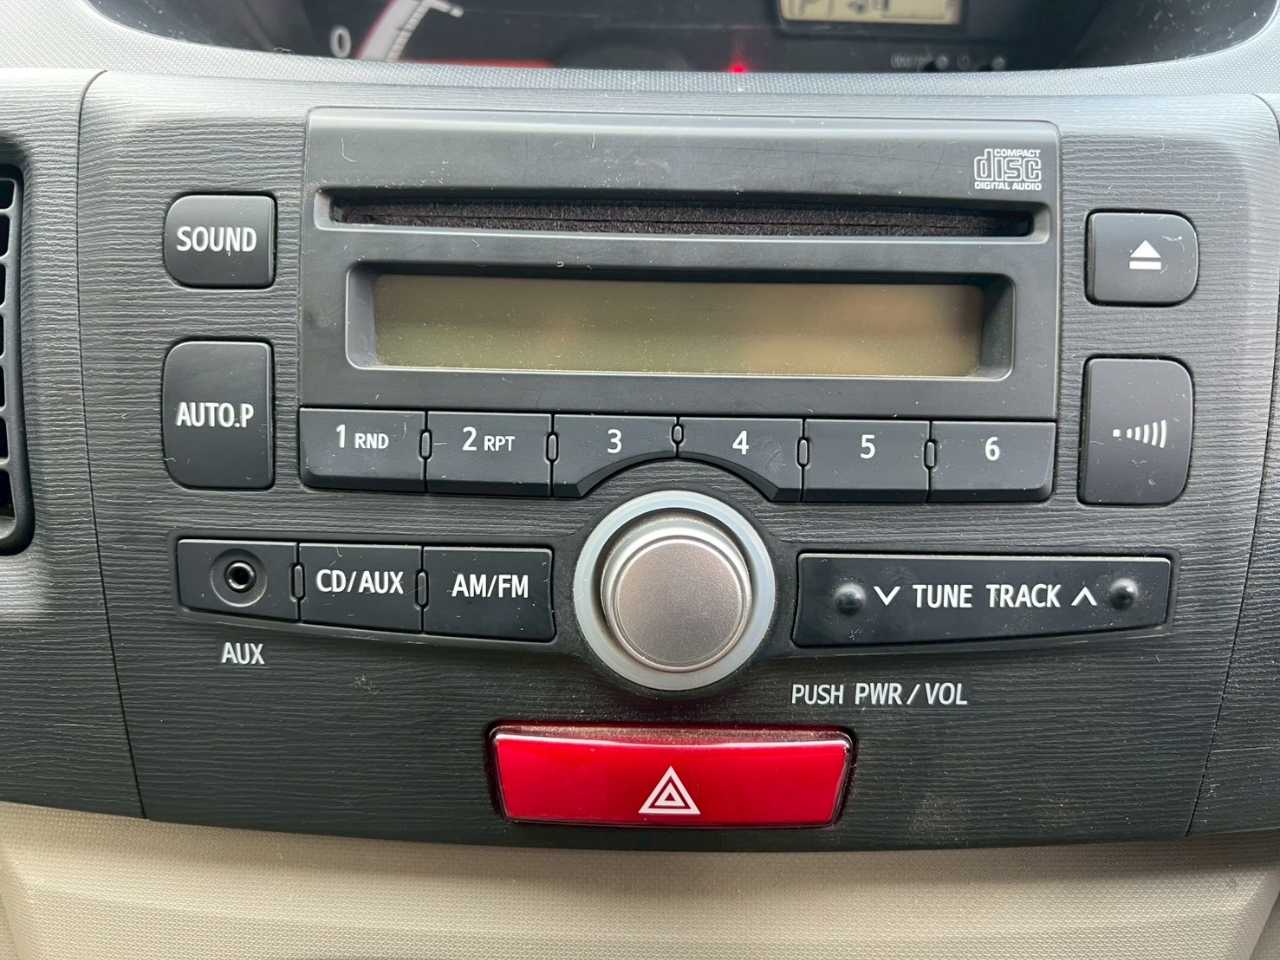 0
P
COMPACT
disc
DIGITAL AUDIO
SOUND
AUTO.P
1 RND
2 RPT
3
4
5
6
CD/AUX
AM/FM
TUNE TRACK
AUX
PUSH PWR/VOL